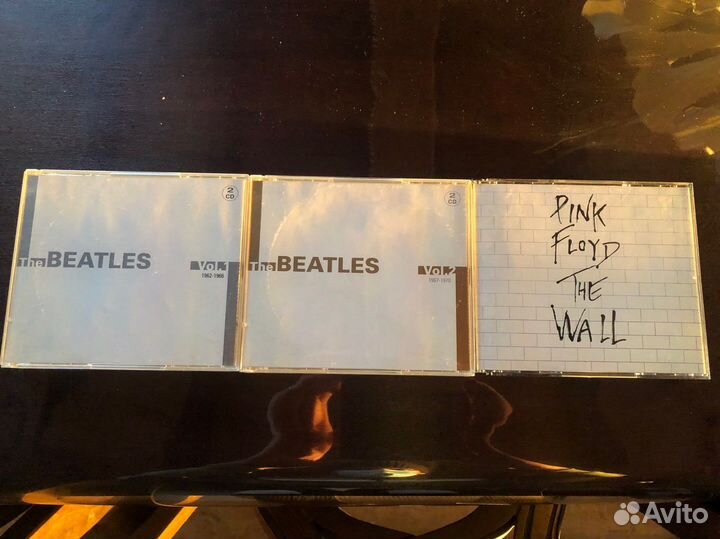 2 CD
The BEATLES
Vol.1
1962-1966
2 CD
The BEATLES
Vol.2
1967-1970
PINK
FLOYD
THE
WALL
Avito